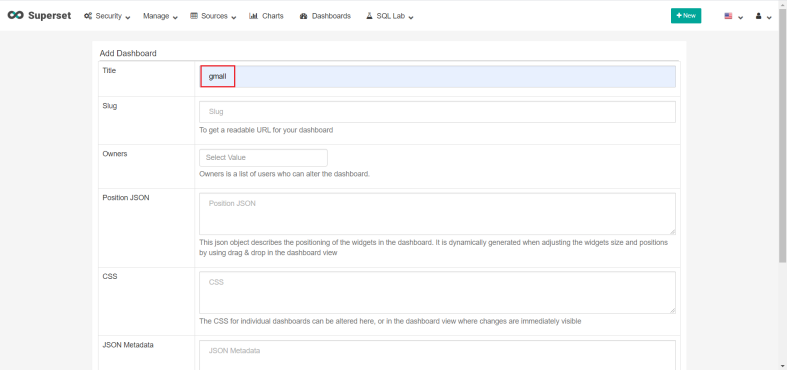 Superset Security Manage Sources Charts Dashboards SQL Lab + New
Add Dashboard
Title gmall
Slug Slug
To get a readable URL for your dashboard
Owners Select Value
Owners is a list of users who can alter the dashboard.
Position JSON Position JSON
This json object describes the positioning of the widgets in the dashboard. It is dynamically generated when adjusting the widgets size and positions
by using drag & drop in the dashboard view
CSS CSS
The CSS for individual dashboards can be altered here, or in the dashboard view where changes are immediately visible
JSON Metadata JSON Metadata